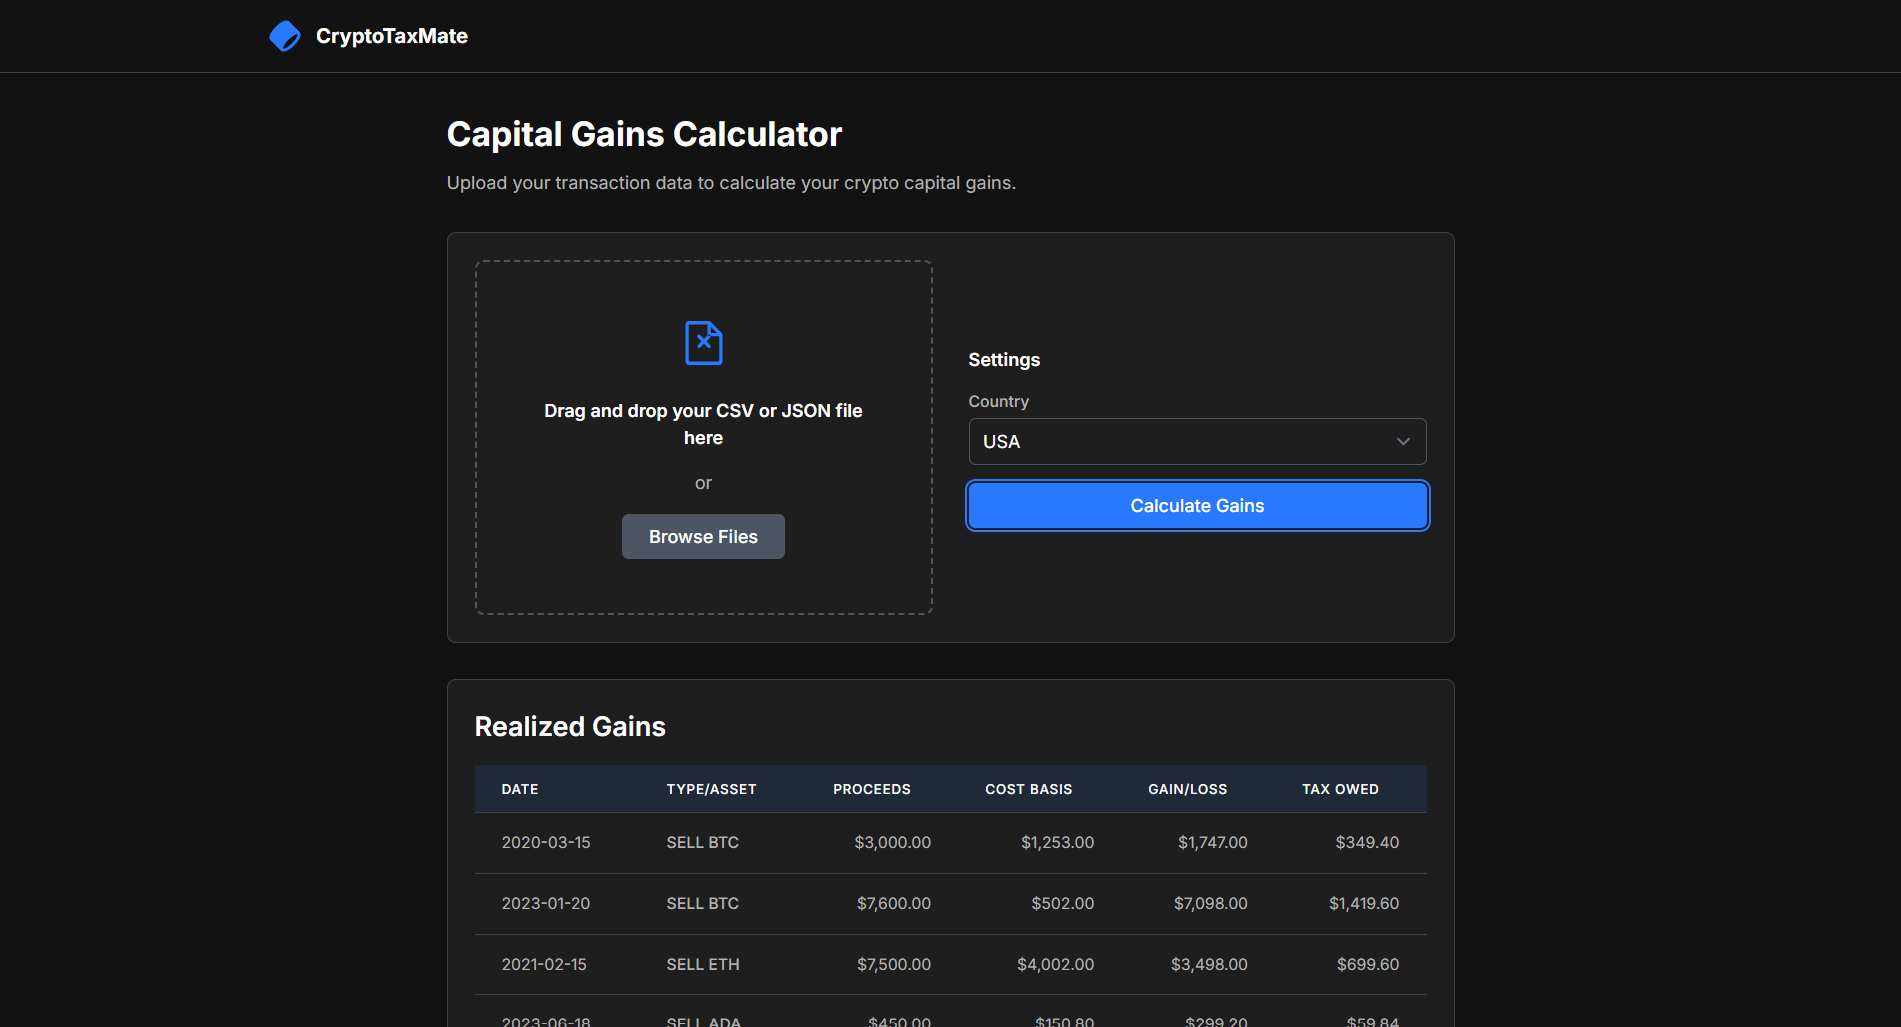 CryptoTaxMate
Capital Gains Calculator
Upload your transaction data to calculate your crypto capital gains.
Drag and drop your CSV or JSON file
here
or
Browse Files
Settings
Country
USA
Calculate Gains
Realized Gains
DATE TYPE/ASSET PROCEEDS COST BASIS GAIN/LOSS TAX OWED
2020-03-15 SELL BTC $3,000.00 $1,253.00 $1,747.00 $349.40
2023-01-20 SELL BTC $7,600.00 $502.00 $7,098.00 $1,419.60
2021-02-15 SELL ETH $7,500.00 $4,002.00 $3,498.00 $699.60
2023-06-18 SELL ADA $450.00 $150.80 $299.20 $59.84